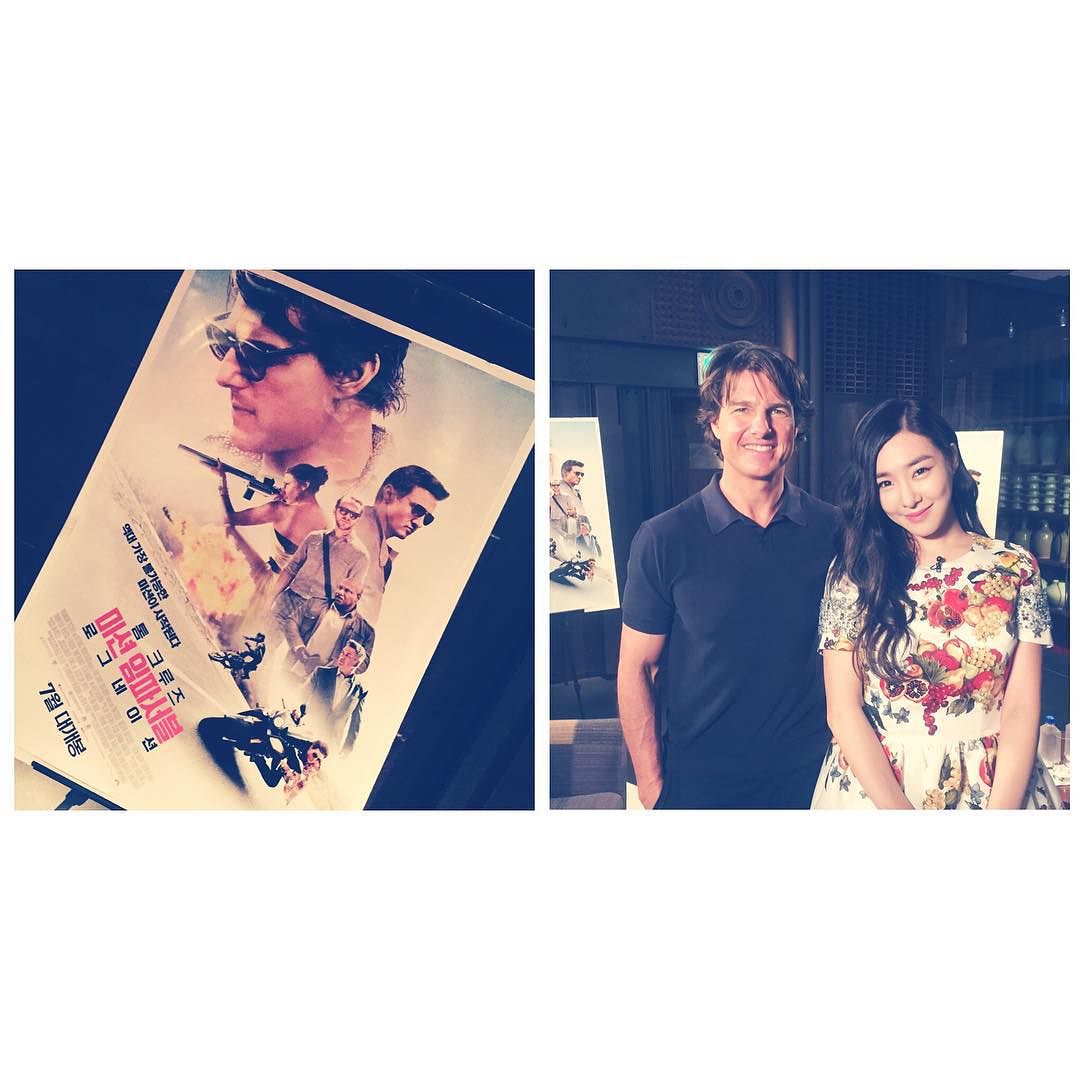 역대 가장 불가능한
미션이 시작된다
톰 크루즈
미션 임파서블
로그네이션
7월 대개봉